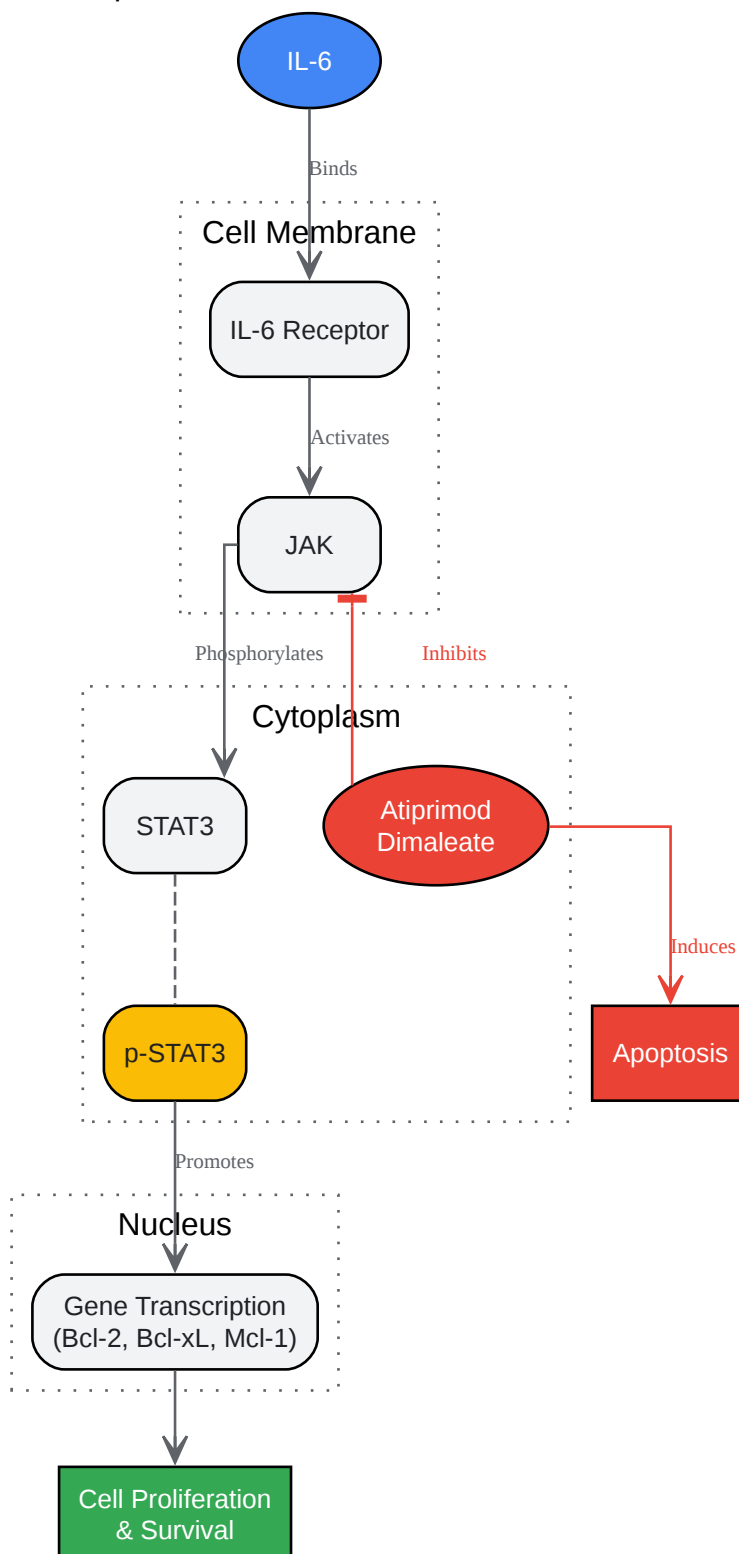 IL-6
Binds
Cell Membrane
IL-6 Receptor
Activates
JAK
Phosphorylates
Inhibits
Cytoplasm
STAT3
Atiprimod
Dimaleate
Induces
p-STAT3
Apoptosis
Promotes
Nucleus
Gene Transcription
(Bcl-2, Bcl-xL, Mcl-1)
Cell Proliferation
& Survival